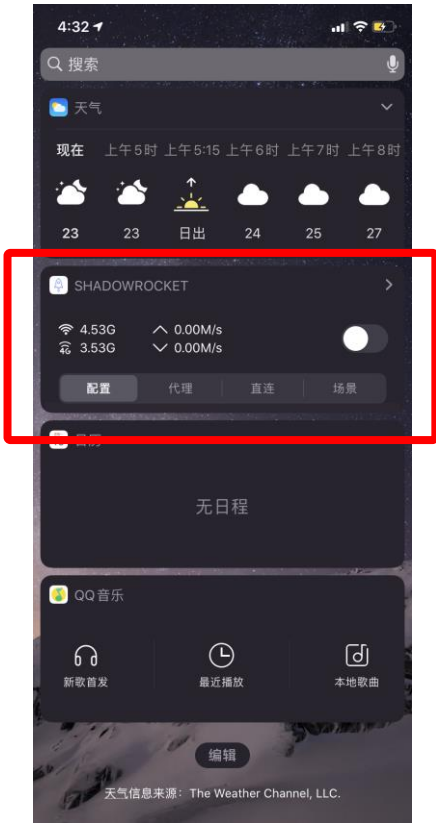 4:32
搜索
天气
现在 上午5时 上午5:15 上午6时 上午7时 上午8时
23 23 日出 24 25 27
SHADOWROCKET
4.53G 0.00M/s
4G 3.53G 0.00M/s
配置 代理 直连 场景
日历
无日程
QQ音乐
新歌首发 最近播放 本地歌曲
编辑
天气信息来源：The Weather Channel, LLC.